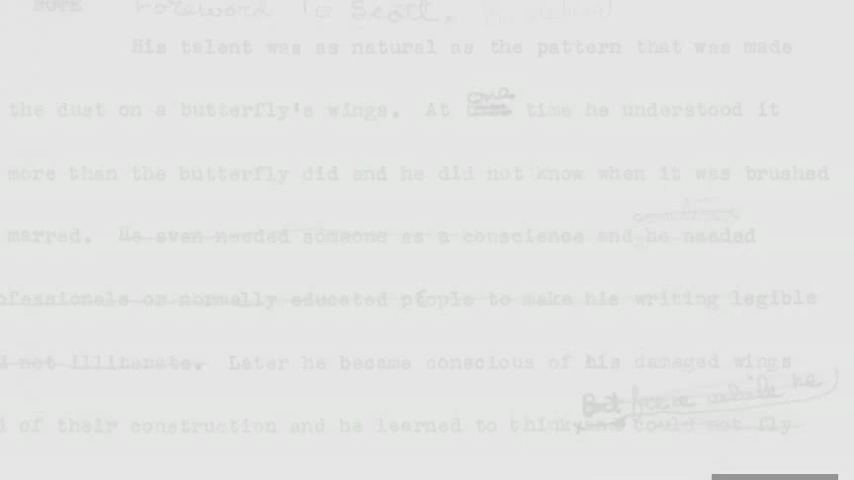 Foreword To Scott.
His talent was as natural as the pattern that was made
the dust on a butterfly's wings. At one time he understood it
more than the butterfly did and he did not know when it was brushed
marred. He even needed someone as a conscience and he needed
ofessionals or normally educated people to make his writing legible
d not illiterate. Later he became conscious of his damaged wings
But for a while he
d of their construction and he learned to think, and could not fly